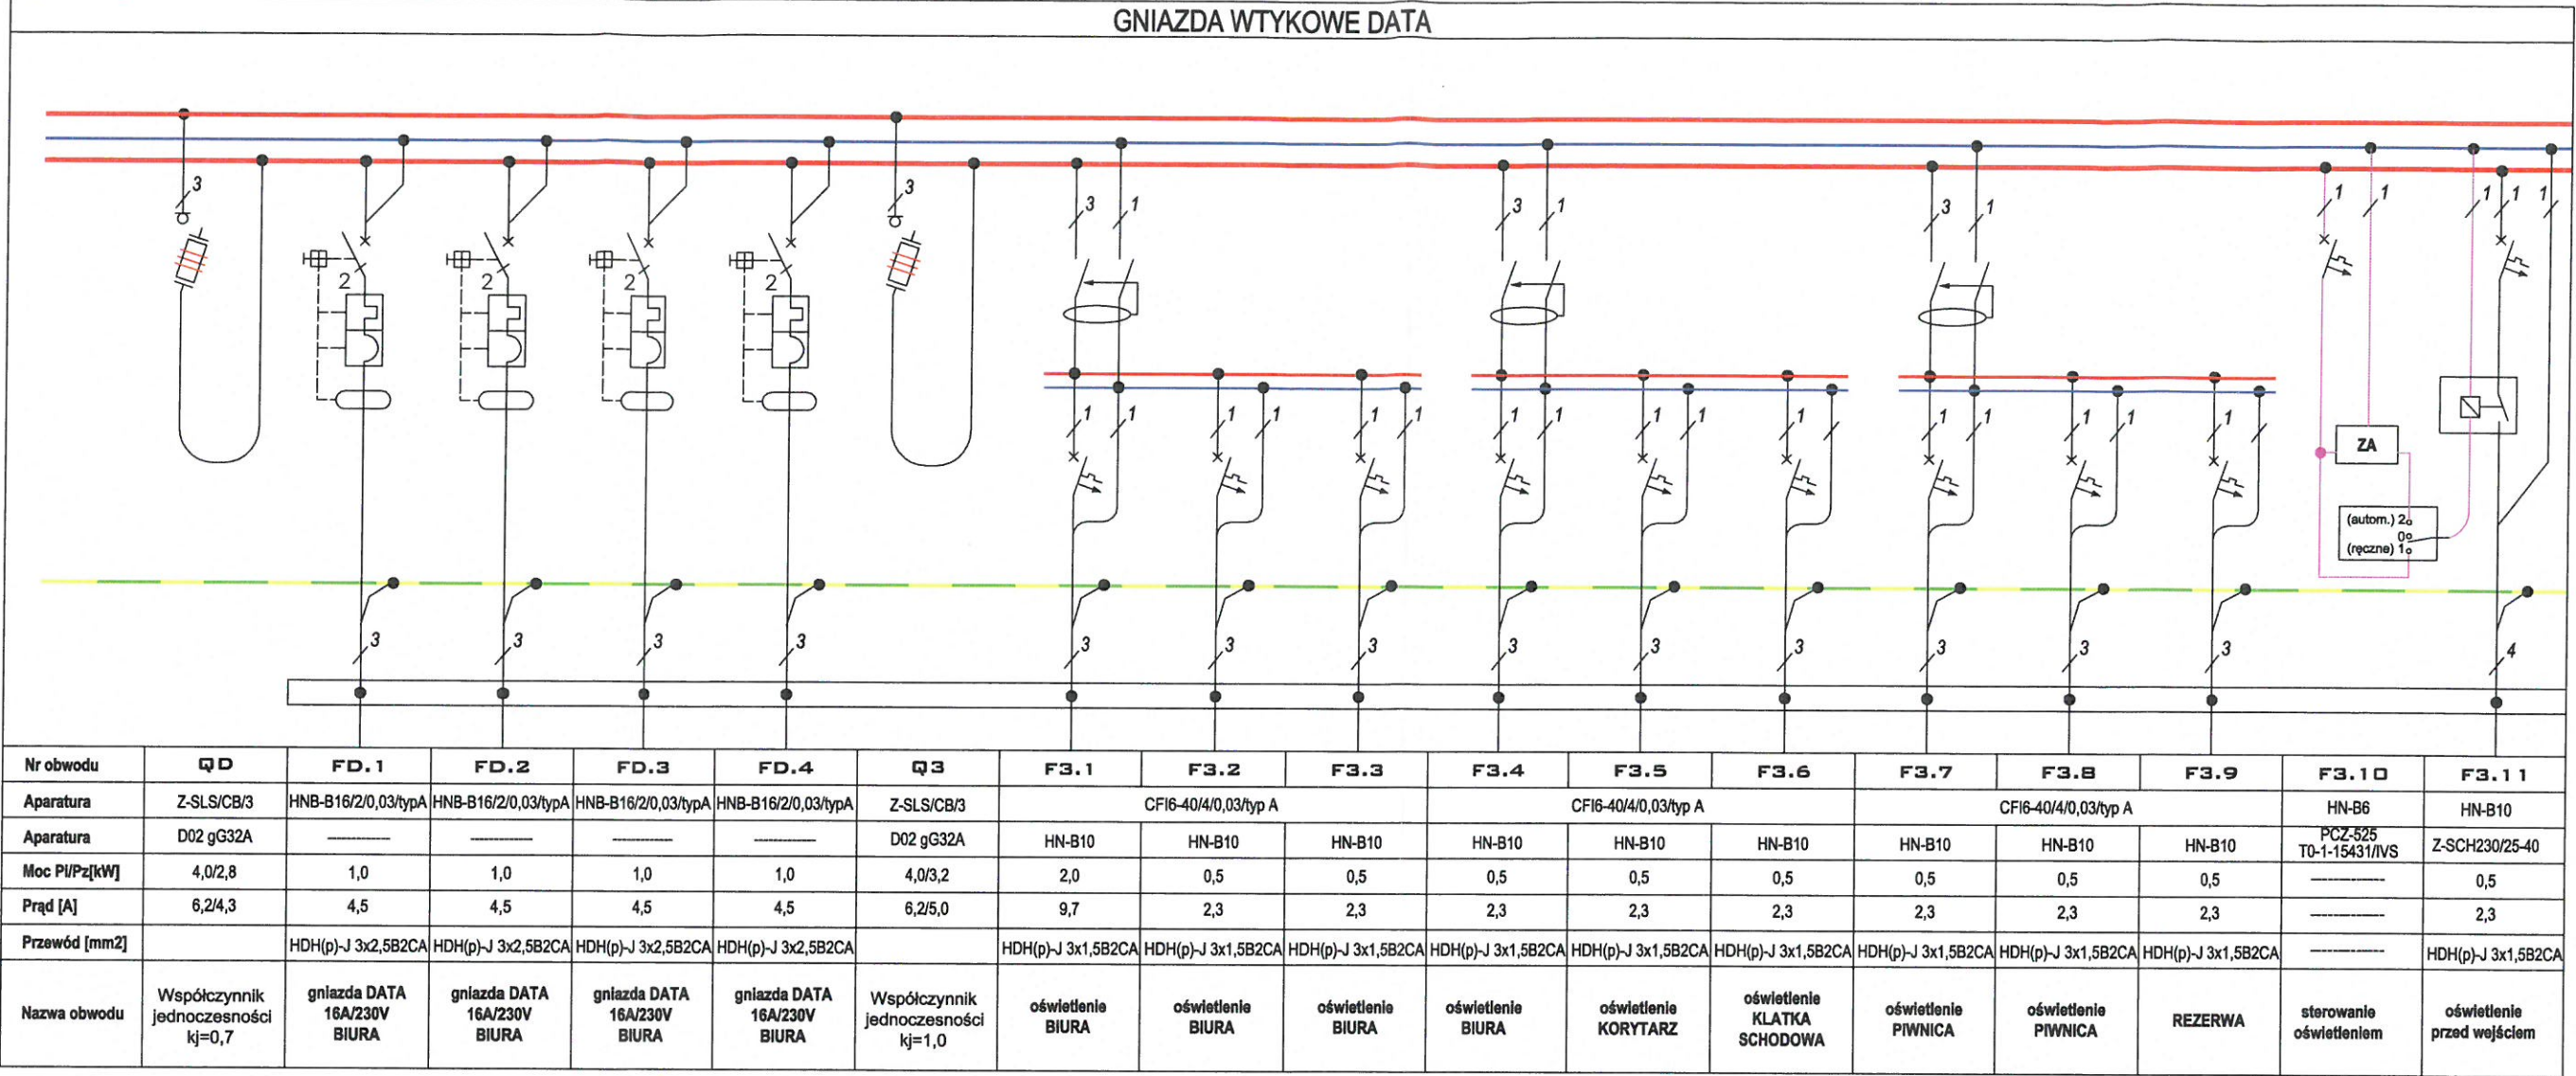 GNIAZDA WTYKOWE DATA
3 3 3 1 3 1 3 1 1 1 1 1 1
2 2 2 2
1 1 1 1 1 1 1 1 1 1 1 1 1 1 1 1
ZA
(autom.) 2
0
(ręczne) 1
3 3 3 3 3 3 3 3 3 3 3 3 3 4
Nr obwodu QD FD.1 FD.2 FD.3 FD.4 Q3 F3.1 F3.2 F3.3 F3.4 F3.5 F3.6 F3.7 F3.8 F3.9 F3.10 F3.11
Aparatura Z-SLS/CB/3 HNB-B16/2/0,03/typA HNB-B16/2/0,03/typA HNB-B16/2/0,03/typA HNB-B16/2/0,03/typA Z-SLS/CB/3 CFI6-40/4/0,03/typ A CFI6-40/4/0,03/typ A CFI6-40/4/0,03/typ A HN-B6 HN-B10
Aparatura D02 gG32A ------------ ------------ ------------ ------------ D02 gG32A HN-B10 HN-B10 HN-B10 HN-B10 HN-B10 HN-B10 HN-B10 HN-B10 HN-B10 PCZ-525 T0-1-15431/IVS Z-SCH230/25-40
Moc Pi/Pz[kW] 4,0/2,8 1,0 1,0 1,0 1,0 4,0/3,2 2,0 0,5 0,5 0,5 0,5 0,5 0,5 0,5 0,5 ------------ 0,5
Prąd [A] 6,2/4,3 4,5 4,5 4,5 4,5 6,2/5,0 9,7 2,3 2,3 2,3 2,3 2,3 2,3 2,3 2,3 ------------ 2,3
Przewód [mm2] HDH(p)-J 3x2,5B2CA HDH(p)-J 3x2,5B2CA HDH(p)-J 3x2,5B2CA HDH(p)-J 3x2,5B2CA HDH(p)-J 3x1,5B2CA HDH(p)-J 3x1,5B2CA HDH(p)-J 3x1,5B2CA HDH(p)-J 3x1,5B2CA HDH(p)-J 3x1,5B2CA HDH(p)-J 3x1,5B2CA HDH(p)-J 3x1,5B2CA HDH(p)-J 3x1,5B2CA HDH(p)-J 3x1,5B2CA ------------ HDH(p)-J 3x1,5B2CA
Nazwa obwodu
Współczynnik
jednoczesności
kj=0,7
gniazda DATA
16A/230V
BIURA
gniazda DATA
16A/230V
BIURA
gniazda DATA
16A/230V
BIURA
gniazda DATA
16A/230V
BIURA
Współczynnik
jednoczesności
kj=1,0
oświetlenie
BIURA
oświetlenie
BIURA
oświetlenie
BIURA
oświetlenie
BIURA
oświetlenie
KORYTARZ
oświetlenie
KLATKA
SCHODOWA
oświetlenie
PIWNICA
oświetlenie
PIWNICA
REZERWA
sterowanie
oświetleniem
oświetlenie
przed wejściem